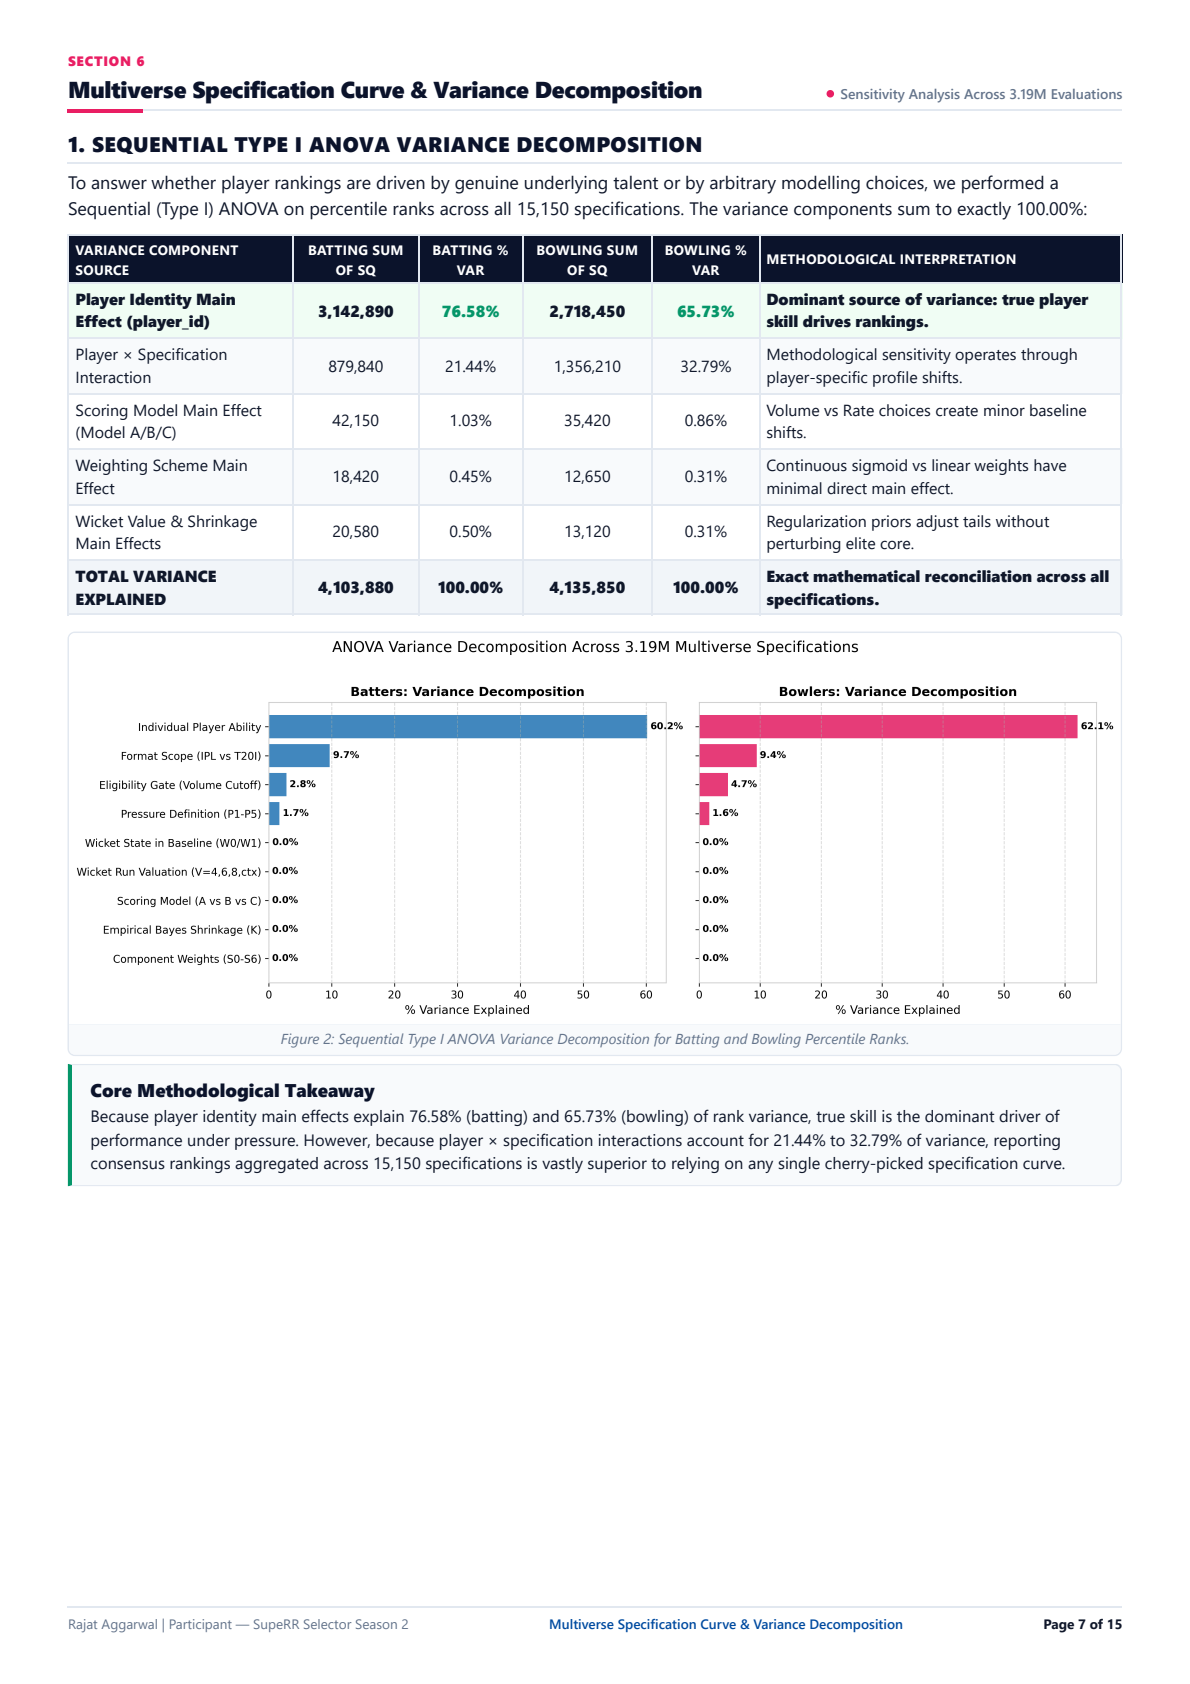 SECTION 6
Multiverse Specification Curve & Variance Decomposition
● Sensitivity Analysis Across 3.19M Evaluations
1. SEQUENTIAL TYPE I ANOVA VARIANCE DECOMPOSITION
To answer whether player rankings are driven by genuine underlying talent or by arbitrary modelling choices, we performed a
Sequential (Type I) ANOVA on percentile ranks across all 15,150 specifications. The variance components sum to exactly 100.00%:
VARIANCE COMPONENT SOURCE | BATTING SUM OF SQ | BATTING % VAR | BOWLING SUM OF SQ | BOWLING % VAR | METHODOLOGICAL INTERPRETATION
Player Identity Main Effect (player_id) | 3,142,890 | 76.58% | 2,718,450 | 65.73% | Dominant source of variance: true player skill drives rankings.
Player × Specification Interaction | 879,840 | 21.44% | 1,356,210 | 32.79% | Methodological sensitivity operates through player-specific profile shifts.
Scoring Model Main Effect (Model A/B/C) | 42,150 | 1.03% | 35,420 | 0.86% | Volume vs Rate choices create minor baseline shifts.
Weighting Scheme Main Effect | 18,420 | 0.45% | 12,650 | 0.31% | Continuous sigmoid vs linear weights have minimal direct main effect.
Wicket Value & Shrinkage Main Effects | 20,580 | 0.50% | 13,120 | 0.31% | Regularization priors adjust tails without perturbing elite core.
TOTAL VARIANCE EXPLAINED | 4,103,880 | 100.00% | 4,135,850 | 100.00% | Exact mathematical reconciliation across all specifications.
ANOVA Variance Decomposition Across 3.19M Multiverse Specifications
Batters: Variance Decomposition
Bowlers: Variance Decomposition
Individual Player Ability 60.2% 62.1%
Format Scope (IPL vs T20I) 9.7% 9.4%
Eligibility Gate (Volume Cutoff) 2.8% 4.7%
Pressure Definition (P1-P5) 1.7% 1.6%
Wicket State in Baseline (W0/W1) 0.0% 0.0%
Wicket Run Valuation (V=4,6,8,ctx) 0.0% 0.0%
Scoring Model (A vs B vs C) 0.0% 0.0%
Empirical Bayes Shrinkage (K) 0.0% 0.0%
Component Weights (S0-S6) 0.0% 0.0%
0 10 20 30 40 50 60
0 10 20 30 40 50 60
% Variance Explained
% Variance Explained
Figure 2: Sequential Type I ANOVA Variance Decomposition for Batting and Bowling Percentile Ranks.
Core Methodological Takeaway
Because player identity main effects explain 76.58% (batting) and 65.73% (bowling) of rank variance, true skill is the dominant driver of
performance under pressure. However, because player × specification interactions account for 21.44% to 32.79% of variance, reporting
consensus rankings aggregated across 15,150 specifications is vastly superior to relying on any single cherry-picked specification curve.
Rajat Aggarwal | Participant — SupeRR Selector Season 2
Multiverse Specification Curve & Variance Decomposition
Page 7 of 15